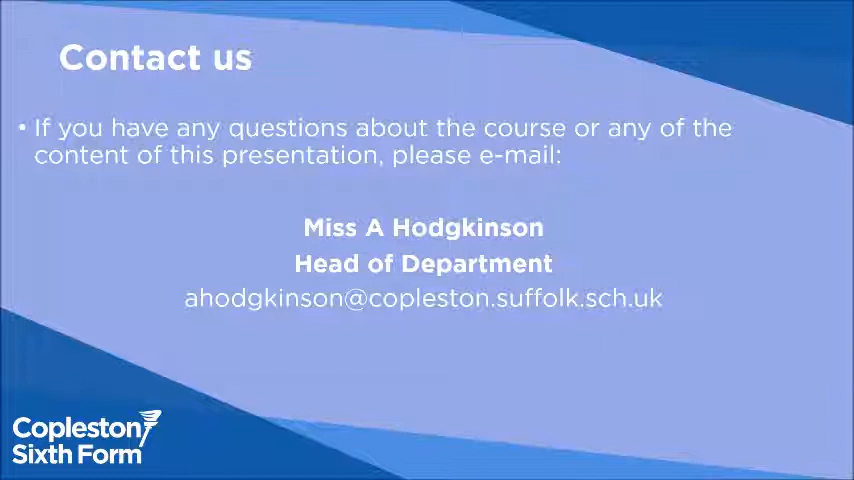 Contact us
• If you have any questions about the course or any of the
content of this presentation, please e-mail:
Miss A Hodgkinson
Head of Department
ahodgkinson@copleston.suffolk.sch.uk
Copleston
Sixth Form